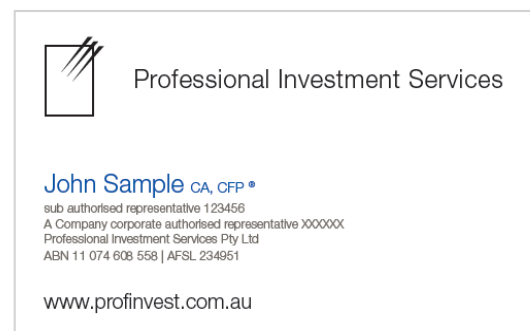 Professional Investment Services
John Sample CA, CFP ®
sub authorised representative 123456
A Company corporate authorised representative XXXXXX
Professional Investment Services Pty Ltd
ABN 11 074 608 558 | AFSL 234951
www.profinvest.com.au